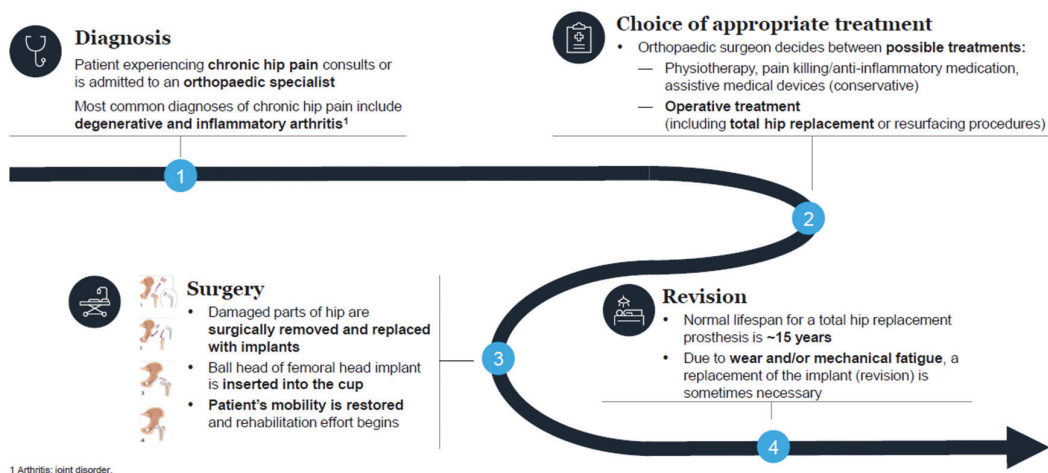 Diagnosis
Patient experiencing chronic hip pain consults or
is admitted to an orthopaedic specialist
Most common diagnoses of chronic hip pain include
degenerative and inflammatory arthritis¹
1
Choice of appropriate treatment
• Orthopaedic surgeon decides between possible treatments:
— Physiotherapy, pain killing/anti-inflammatory medication,
assistive medical devices (conservative)
— Operative treatment
(including total hip replacement or resurfacing procedures)
2
Surgery
• Damaged parts of hip are
surgically removed and replaced
with implants
• Ball head of femoral head implant
is inserted into the cup
• Patient's mobility is restored
and rehabilitation effort begins
3
Revision
• Normal lifespan for a total hip replacement
prosthesis is ~15 years
• Due to wear and/or mechanical fatigue, a
replacement of the implant (revision) is
sometimes necessary
4
1 Arthritis: joint disorder.